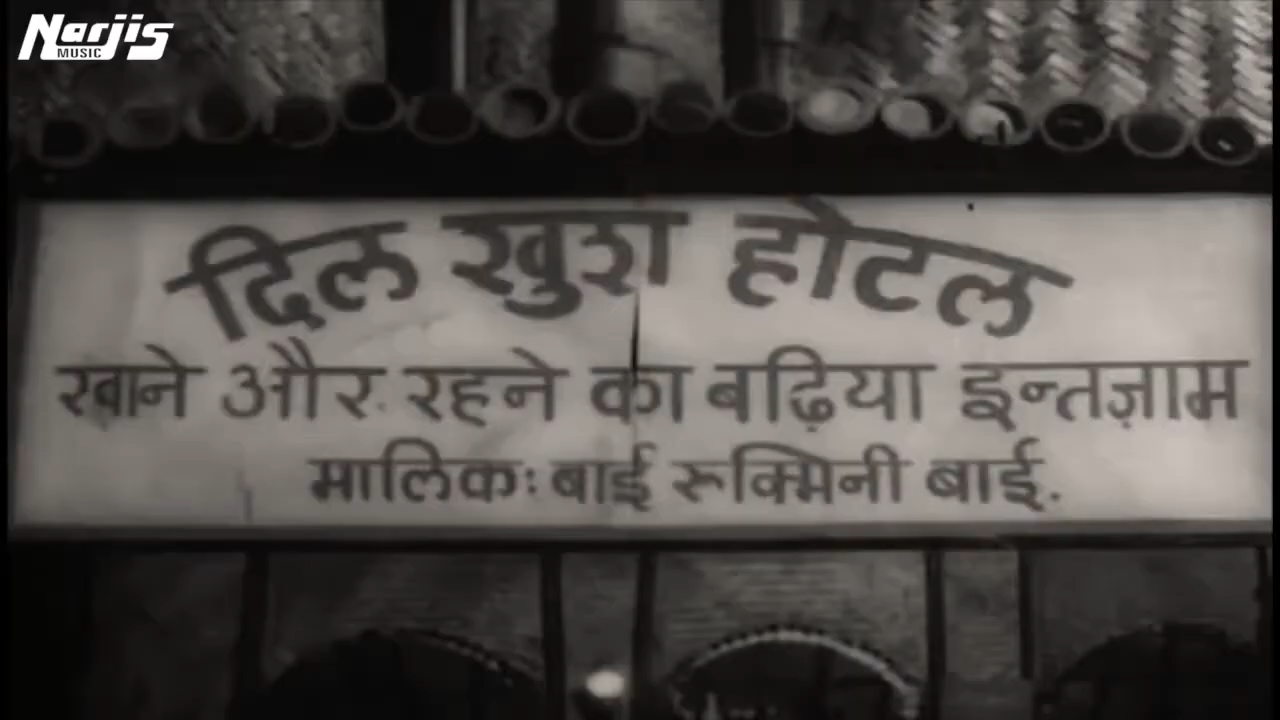 Narjis
MUSIC
दिल खुश होटल
खाने और रहने का बढ़िया इन्तज़ाम
मालिक: बाई रूक्मिनी बाई.